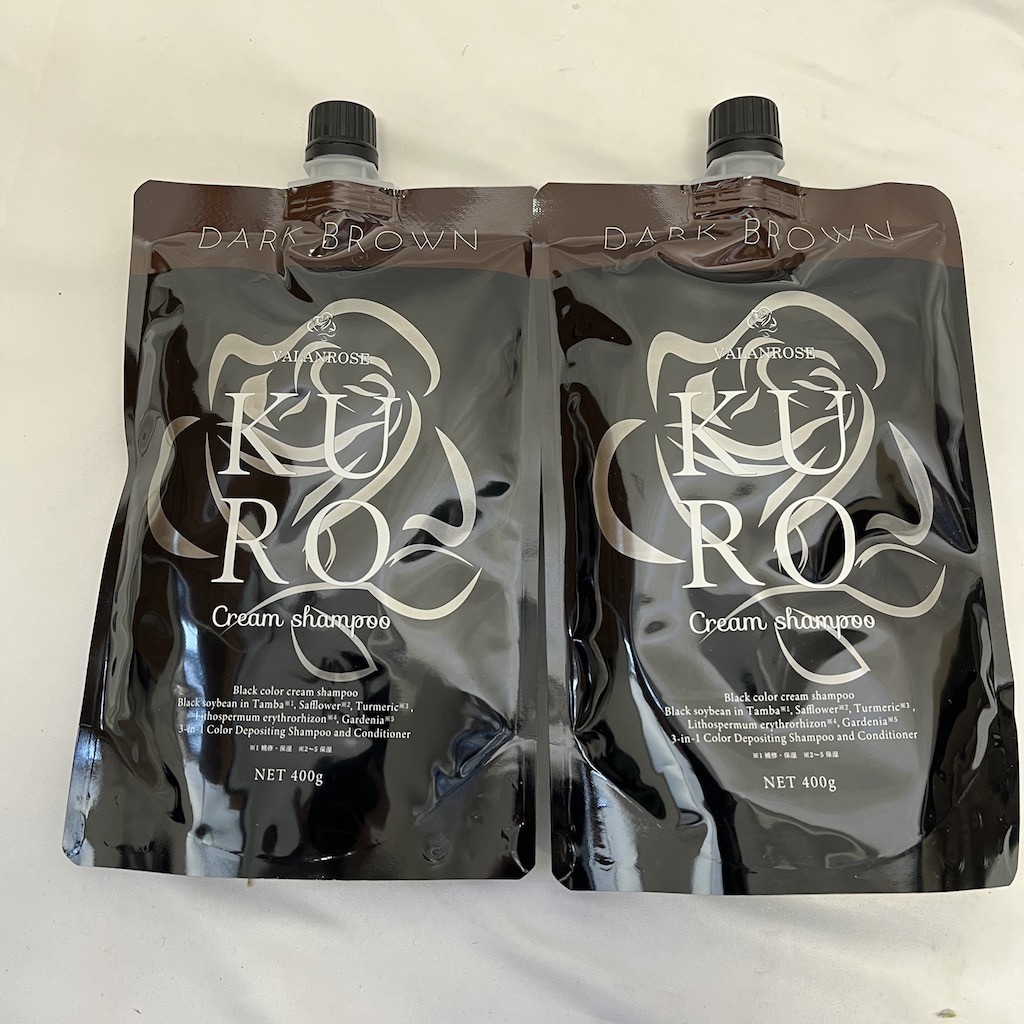 DARK BROWN
VALANROSE
KU
RO
Cream shampoo
Black color cream shampoo
Black soybean in Tamba※1, Safflower※2, Turmeric※3,
Lithospermum erythrorhizon※4, Gardenia※5
3-in-1 Color Depositing Shampoo and Conditioner
※1 補修・保湿 ※2~5 保湿
NET 400g
DARK BROWN
VALANROSE
KU
RO
Cream shampoo
Black color cream shampoo
Black soybean in Tamba※1, Safflower※2, Turmeric※3,
Lithospermum erythrorhizon※4, Gardenia※5
3-in-1 Color Depositing Shampoo and Conditioner
※1 補修・保湿 ※2~5 保湿
NET 400g